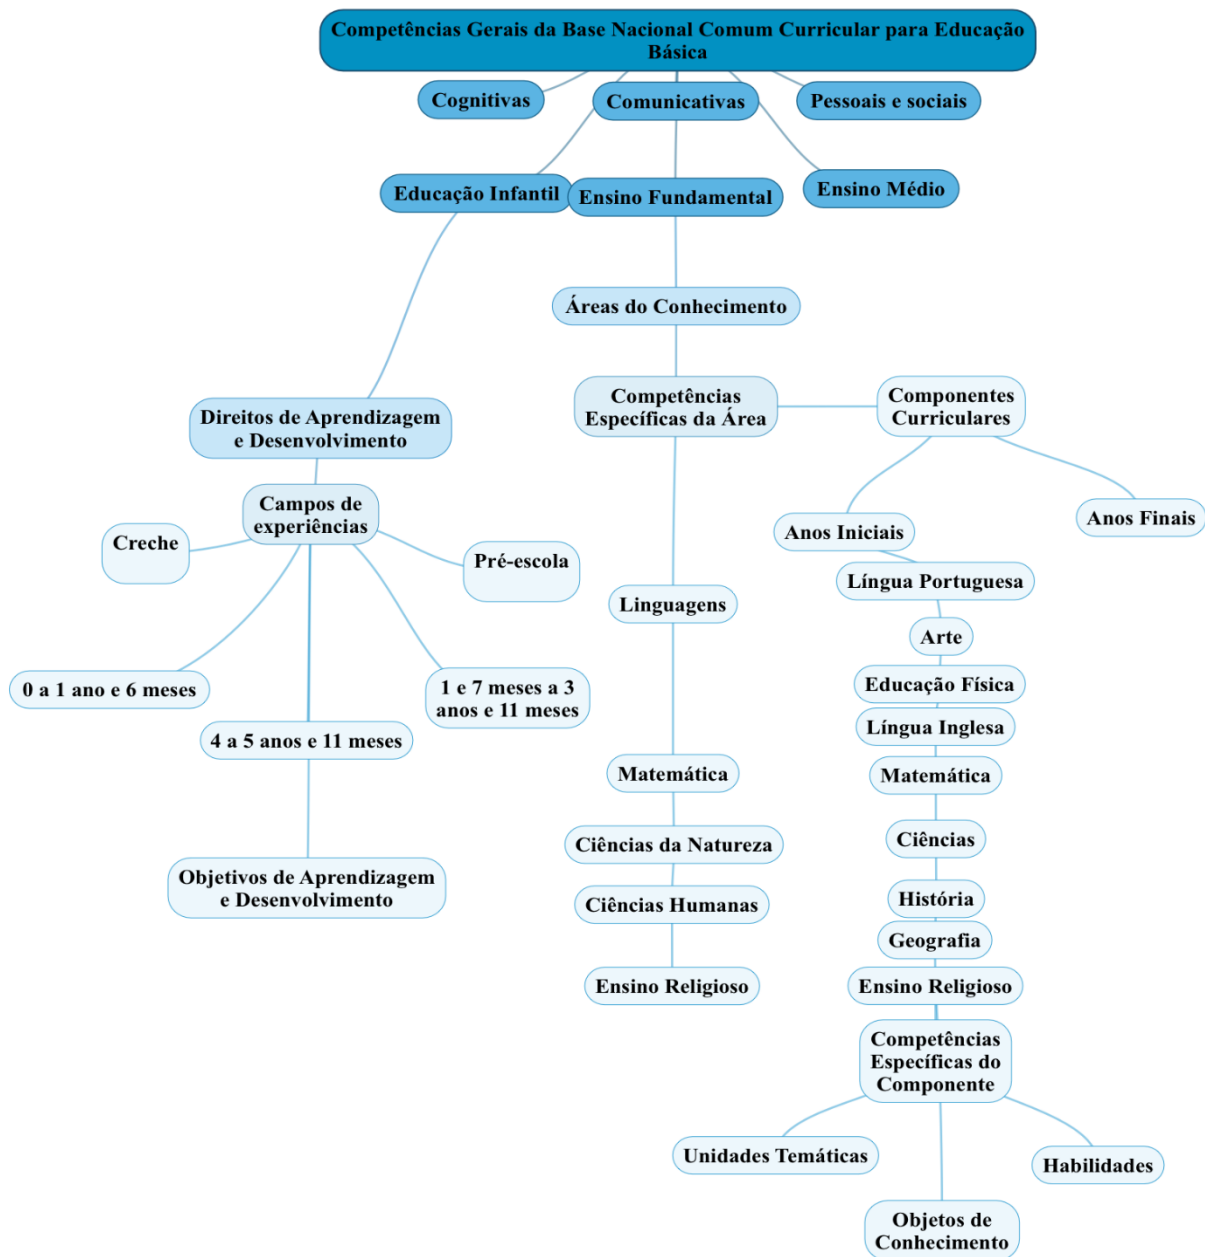 Competências Gerais da Base Nacional Comum Curricular para Educação
Básica
Cognitivas
Comunicativas
Pessoais e sociais
Educação Infantil
Ensino Fundamental
Ensino Médio
Áreas do Conhecimento
Direitos de Aprendizagem
e Desenvolvimento
Competências
Específicas da Área
Componentes
Curriculares
Campos de
experiências
Creche
Pré-escola
Anos Iniciais
Anos Finais
Língua Portuguesa
Linguagens
Arte
Educação Física
0 a 1 ano e 6 meses
1 e 7 meses a 3
anos e 11 meses
4 a 5 anos e 11 meses
Língua Inglesa
Matemática
Matemática
Ciências da Natureza
Ciências
Objetivos de Aprendizagem
e Desenvolvimento
Ciências Humanas
História
Geografia
Ensino Religioso
Ensino Religioso
Competências
Específicas do
Componente
Unidades Temáticas
Habilidades
Objetos de
Conhecimento